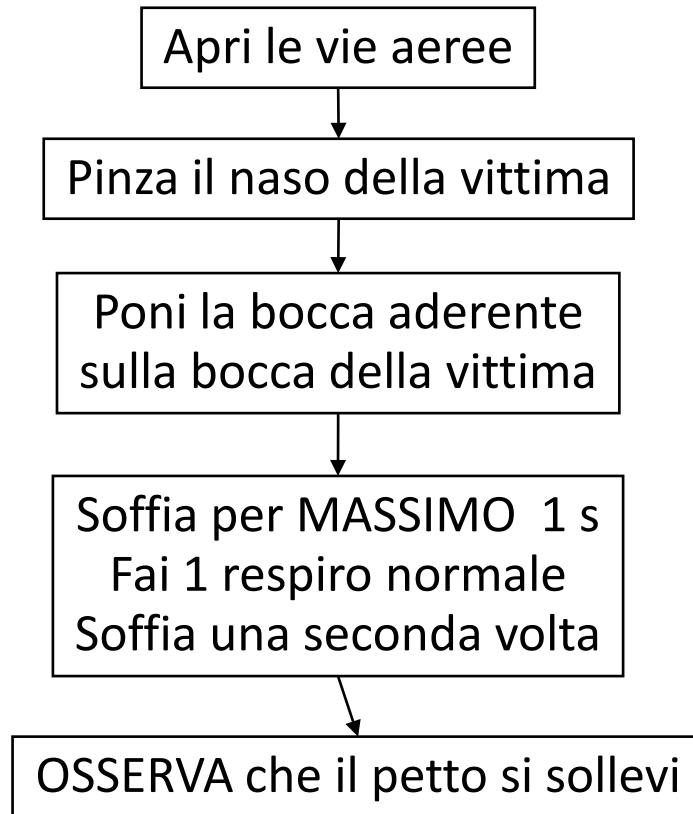 Apri le vie aeree
Pinza il naso della vittima
Poni la bocca aderente
sulla bocca della vittima
Soffia per MASSIMO  1 s
Fai 1 respiro normale
Soffia una seconda volta
OSSERVA che il petto si sollevi